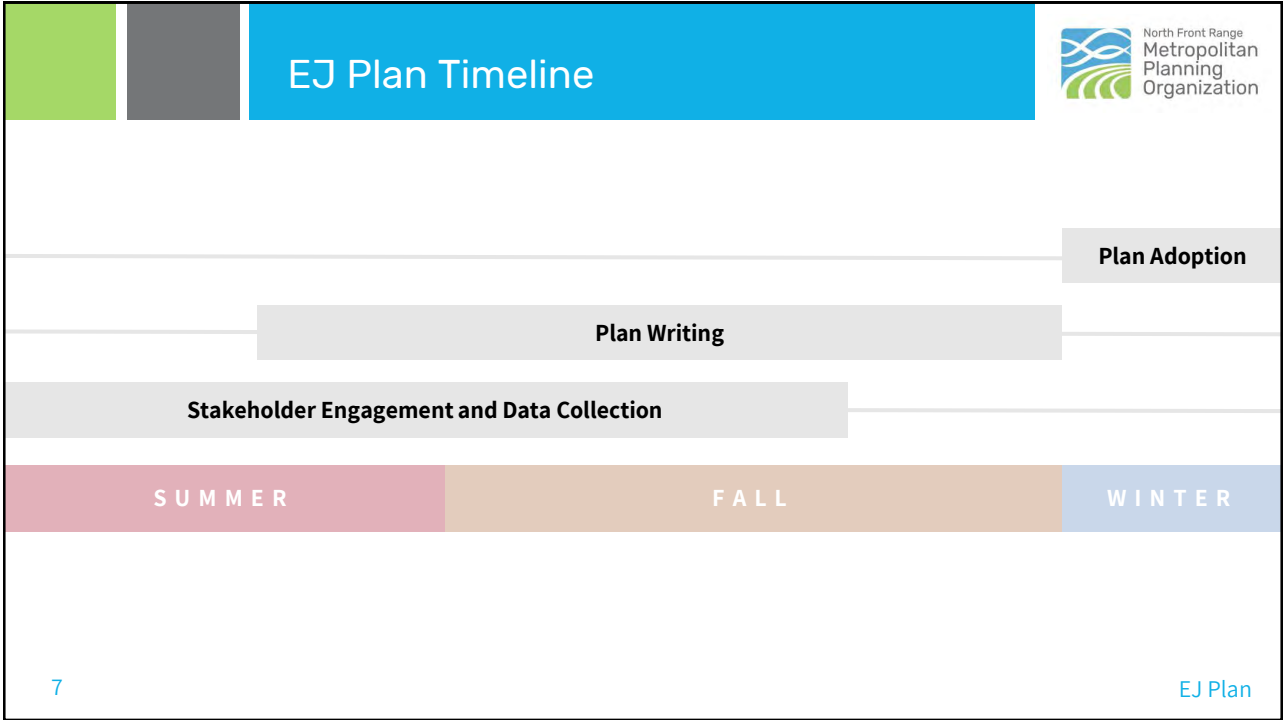 EJ Plan Timeline
North Front Range
Metropolitan
Planning
Organization
Plan Adoption
Plan Writing
Stakeholder Engagement and Data Collection
SUMMER
FALL
WINTER
7
EJ Plan